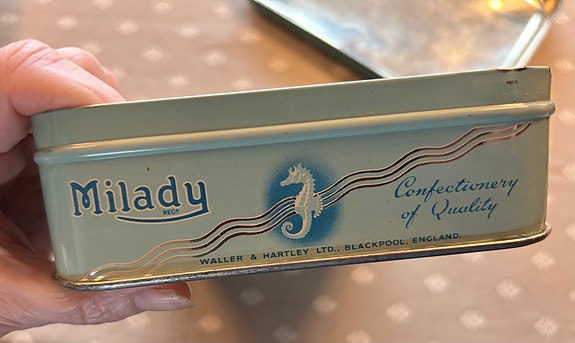 Milady
REGD
Confectionery
of Quality
WALLER & HARTLEY LTD., BLACKPOOL, ENGLAND.